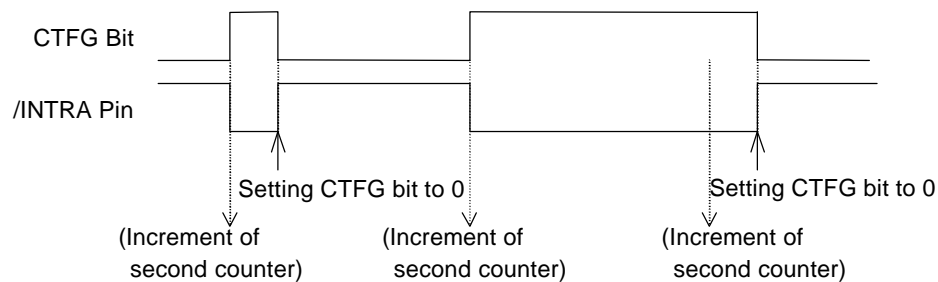 CTFG Bit
/INTRA Pin
Setting CTFG bit to 0
Setting CTFG bit to 0
(Increment of
second counter)
(Increment of
second counter)
(Increment of
second counter)